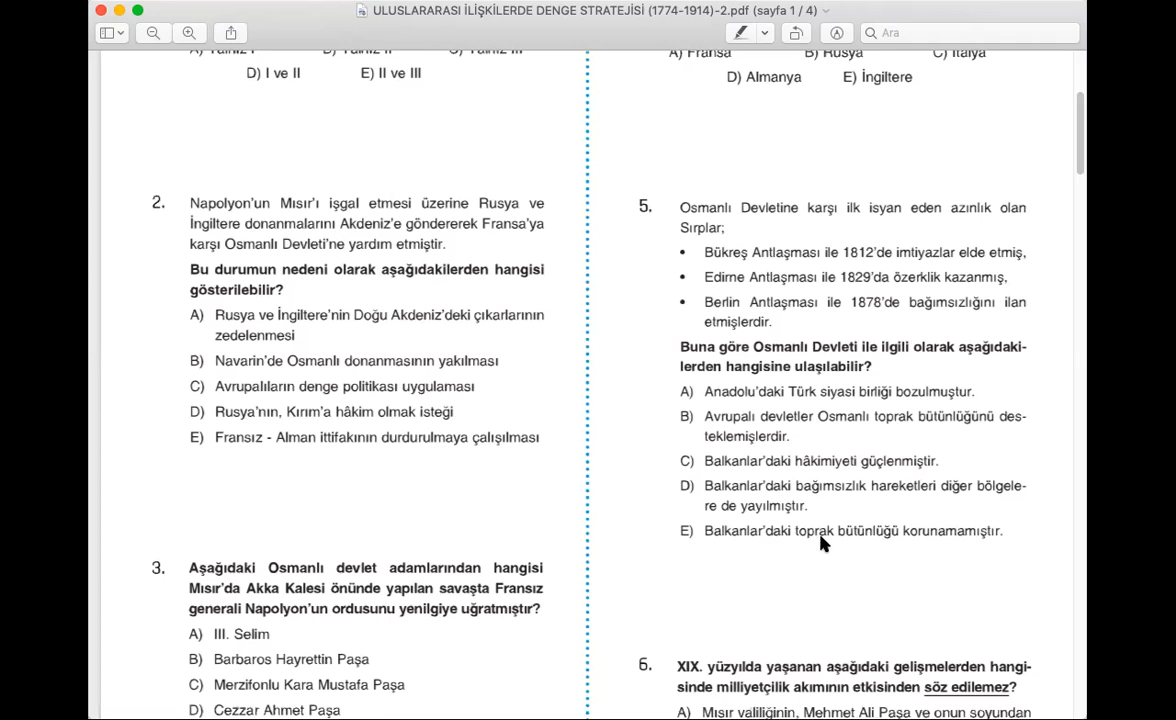 ULUSLARARASI İLİŞKİLERDE DENGE STRATEJİSİ (1774-1914)-2.pdf (sayfa 1 / 4)
Ara
A) Yalnız I B) Yalnız II C) Yalnız III
D) I ve II E) II ve III
2. Napolyon'un Mısır'ı işgal etmesi üzerine Rusya ve
İngiltere donanmalarını Akdeniz'e göndererek Fransa'ya
karşı Osmanlı Devleti'ne yardım etmiştir.
Bu durumun nedeni olarak aşağıdakilerden hangisi
gösterilebilir?
A) Rusya ve İngiltere'nin Doğu Akdeniz'deki çıkarlarının
zedelenmesi
B) Navarin'de Osmanlı donanmasının yakılması
C) Avrupalıların denge politikası uygulaması
D) Rusya'nın, Kırım'a hâkim olmak isteği
E) Fransız - Alman ittifakının durdurulmaya çalışılması
3. Aşağıdaki Osmanlı devlet adamlarından hangisi
Mısır'da Akka Kalesi önünde yapılan savaşta Fransız
generali Napolyon'un ordusunu yenilgiye uğratmıştır?
A) III. Selim
B) Barbaros Hayrettin Paşa
C) Merzifonlu Kara Mustafa Paşa
D) Cezzar Ahmet Paşa
A) Fransa B) Rusya C) İtalya
D) Almanya E) İngiltere
5. Osmanlı Devletine karşı ilk isyan eden azınlık olan
Sırplar;
• Bükreş Antlaşması ile 1812'de imtiyazlar elde etmiş,
• Edirne Antlaşması ile 1829'da özerklik kazanmış,
• Berlin Antlaşması ile 1878'de bağımsızlığını ilan
etmişlerdir.
Buna göre Osmanlı Devleti ile ilgili olarak aşağıdaki-
lerden hangisine ulaşılabilir?
A) Anadolu'daki Türk siyasi birliği bozulmuştur.
B) Avrupalı devletler Osmanlı toprak bütünlüğünü des-
teklemişlerdir.
C) Balkanlar'daki hâkimiyeti güçlenmiştir.
D) Balkanlar'daki bağımsızlık hareketleri diğer bölgele-
re de yayılmıştır.
E) Balkanlar'daki toprak bütünlüğü korunamamıştır.
6. XIX. yüzyılda yaşanan aşağıdaki gelişmelerden hangi-
sinde milliyetçilik akımının etkisinden söz edilemez?
A) Mısır valiliğinin, Mehmet Ali Paşa ve onun soyundan